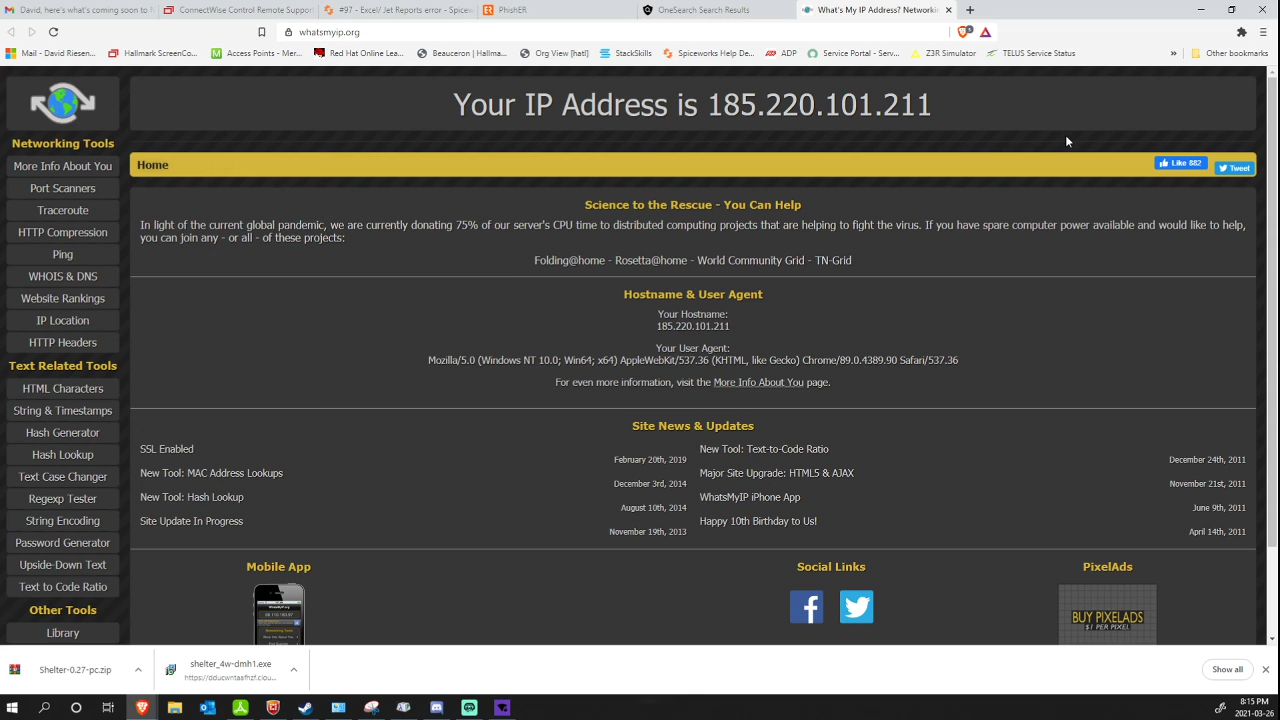 David, here's what's coming soon to
ConnectWise Control Remote Support
#97 - Excel/ Jet Reports error - Spicew
PhishER
OneSearch Search Results
What's My IP Address? Networkin
whatsmyip.org
Mail - David Riesen...
Hallmark ScreenCo...
Access Points - Mer...
Red Hat Online Lea...
Beauceron | Hallma...
Org View [hatl]
StackSkills
Spiceworks Help De...
ADP
Service Portal - Serv...
Z3R Simulator
TELUS Service Status
»
Other bookmarks
Your IP Address is 185.220.101.211
Networking Tools
More Info About You
Port Scanners
Traceroute
HTTP Compression
Ping
WHOIS & DNS
Website Rankings
IP Location
HTTP Headers
Text Related Tools
HTML Characters
String & Timestamps
Hash Generator
Hash Lookup
Text Case Changer
Regexp Tester
String Encoding
Password Generator
Upside-Down Text
Text to Code Ratio
Other Tools
Library
Home
Like 882
Tweet
Science to the Rescue - You Can Help
In light of the current global pandemic, we are currently donating 75% of our server's CPU time to distributed computing projects that are helping to fight the virus. If you have spare computer power available and would like to help,
you can join any - or all - of these projects:
Folding@home - Rosetta@home - World Community Grid - TN-Grid
Hostname & User Agent
Your Hostname:
185.220.101.211
Your User Agent:
Mozilla/5.0 (Windows NT 10.0; Win64; x64) AppleWebKit/537.36 (KHTML, like Gecko) Chrome/89.0.4389.90 Safari/537.36
For even more information, visit the More Info About You page.
Site News & Updates
SSL Enabled
February 20th, 2019
New Tool: MAC Address Lookups
December 3rd, 2014
New Tool: Hash Lookup
August 10th, 2014
Site Update In Progress
November 19th, 2013
New Tool: Text-to-Code Ratio
December 24th, 2011
Major Site Upgrade: HTML5 & AJAX
November 21st, 2011
WhatsMyIP iPhone App
June 9th, 2011
Happy 10th Birthday to Us!
April 14th, 2011
Mobile App
Social Links
PixelAds
BUY PIXELADS
$1 PER PIXEL
Shelter-0.27-pc.zip
shelter_4w-dmh1.exe
https://dducwntaafnzf.clou...
Show all
8:15 PM
2021-03-26